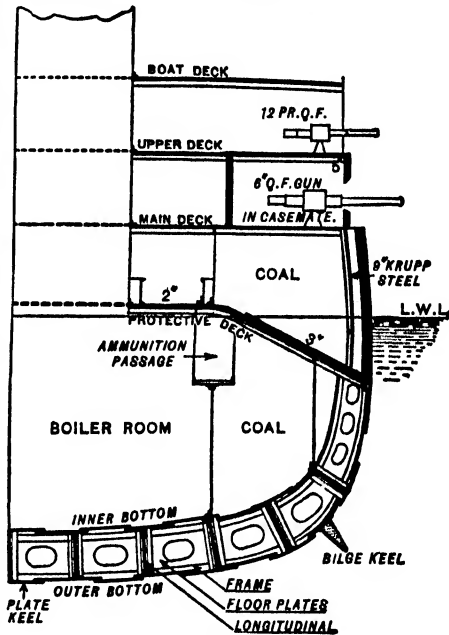 BOAT DECK
12 PR.Q.F.
UPPER DECK
6"
6"Q.F. GUN
IN CASEMATE.
MAIN DECK
COAL
9" KRUPP
STEEL
2"
L.W.L.
PROTECTIVE DECK
3"
AMMUNITION
PASSAGE
BOILER ROOM
COAL
INNER BOTTOM
BILGE KEEL
OUTER BOTTOM
FRAME
PLATE
KEEL
FLOOR PLATES
LONGITUDINAL